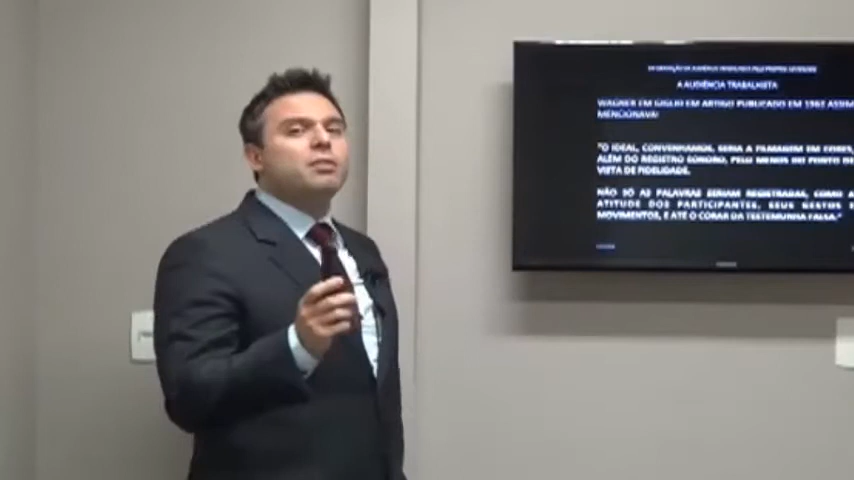 A AUDIÊNCIA TRABALHISTA
WAGNER EM GIGLIO EM ARTIGO PUBLICADO EM 1963 ASSIM
MENCIONAVA:
"O IDEAL, CONVENHAMOS, SERIA A FILMAGEM EM CORES,
ALÉM DO REGISTRO SONORO, PELO MENOS DO PONTO DE
VISTA DE FIDELIDADE.
NÃO SÓ AS PALAVRAS SERIAM REGISTRADAS, COMO A
ATITUDE DOS PARTICIPANTES, SEUS GESTOS E
MOVIMENTOS, E ATÉ O CORAR DA TESTEMUNHA FALSA."